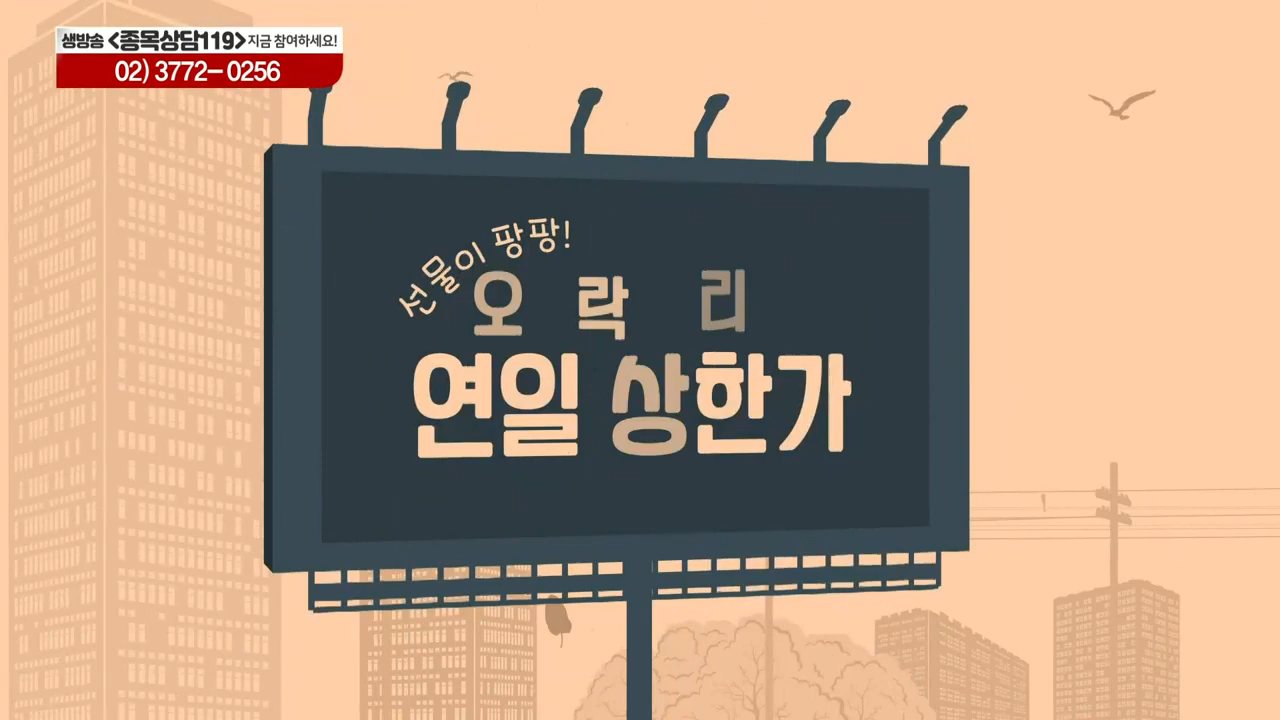 생방송 <종목상담119> 지금 참여하세요!
02) 3772-0256
선물이 팡팡!
오 락 리
연일 상한가